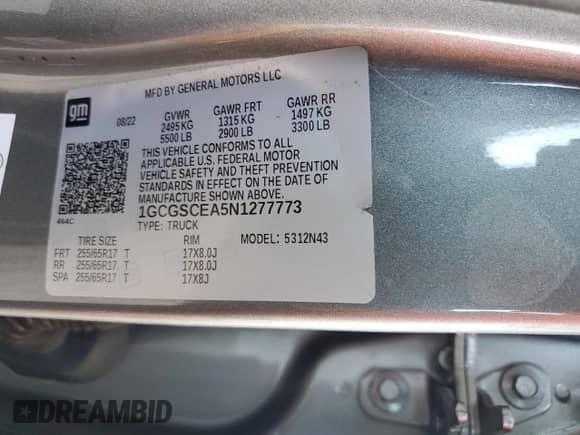 MFD BY GENERAL MOTORS LLC
gm
08/22 GVWR GAWR FRT GAWR RR
2495 KG 1315 KG 1497 KG
5500 LB 2900 LB 3300 LB
THIS VEHICLE CONFORMS TO ALL
APPLICABLE U.S. FEDERAL MOTOR
VEHICLE SAFETY AND THEFT PREVENTION
STANDARDS IN EFFECT ON THE DATE OF
MANUFACTURE SHOWN ABOVE.
464C
1GCGSCEA5N1277773
TYPE: TRUCK
TIRE SIZE RIM MODEL: 5312N43
FRT 255/65R17 T 17X8.0J
RR 255/65R17 T 17X8.0J
SPA 255/65R17 T 17X8J
DREAMBID